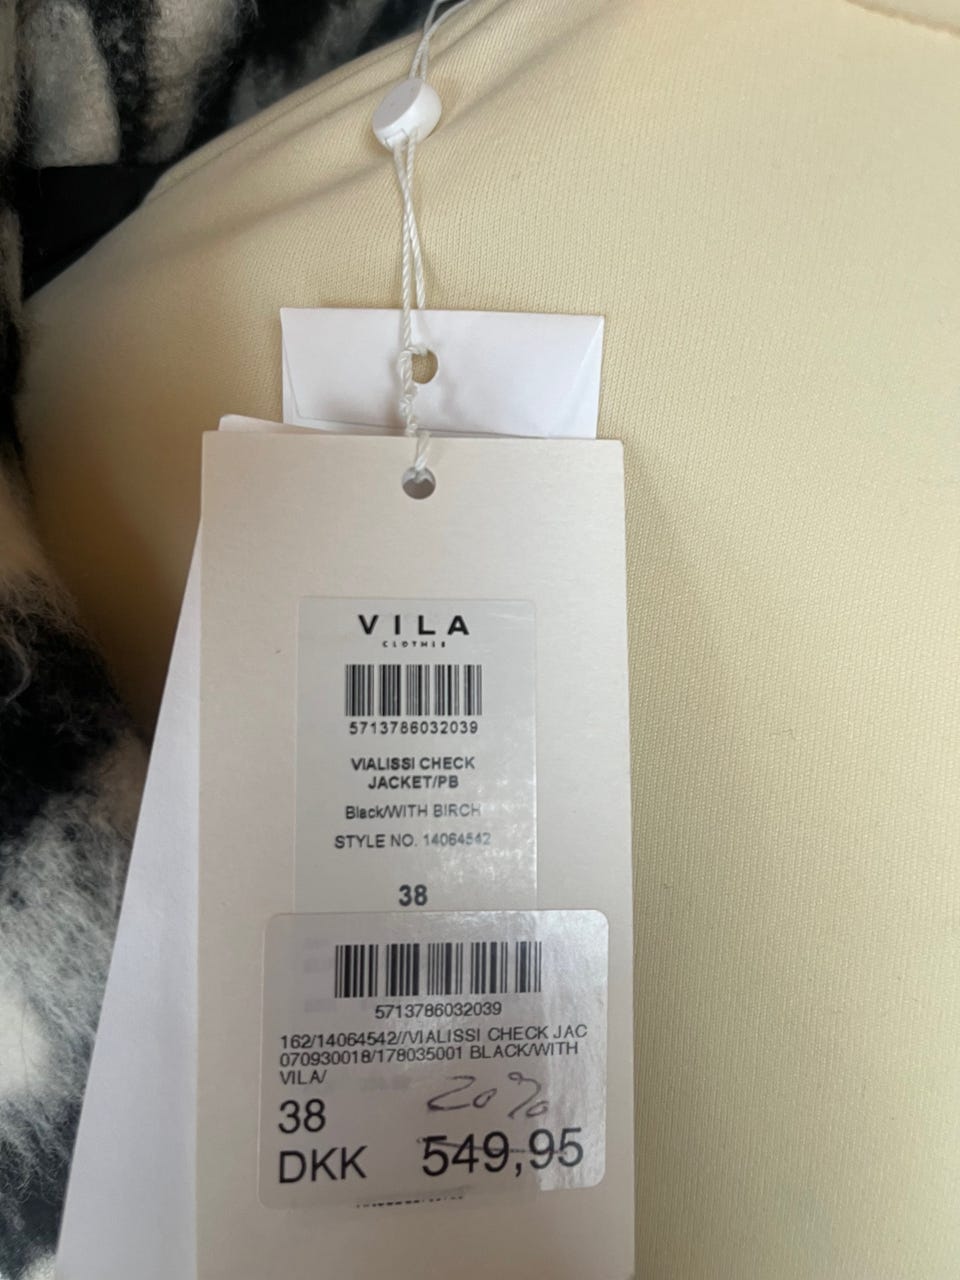 VILA
CLOTHES
5713786032039
VIALISSI CHECK
JACKET/PB
Black/WITH BIRCH
STYLE NO. 14064542
38
5713786032039
162/14064542//VIALISSI CHECK JAC
070930018/178035001 BLACK/WITH
VILA/
20%
38
DKK 549,95